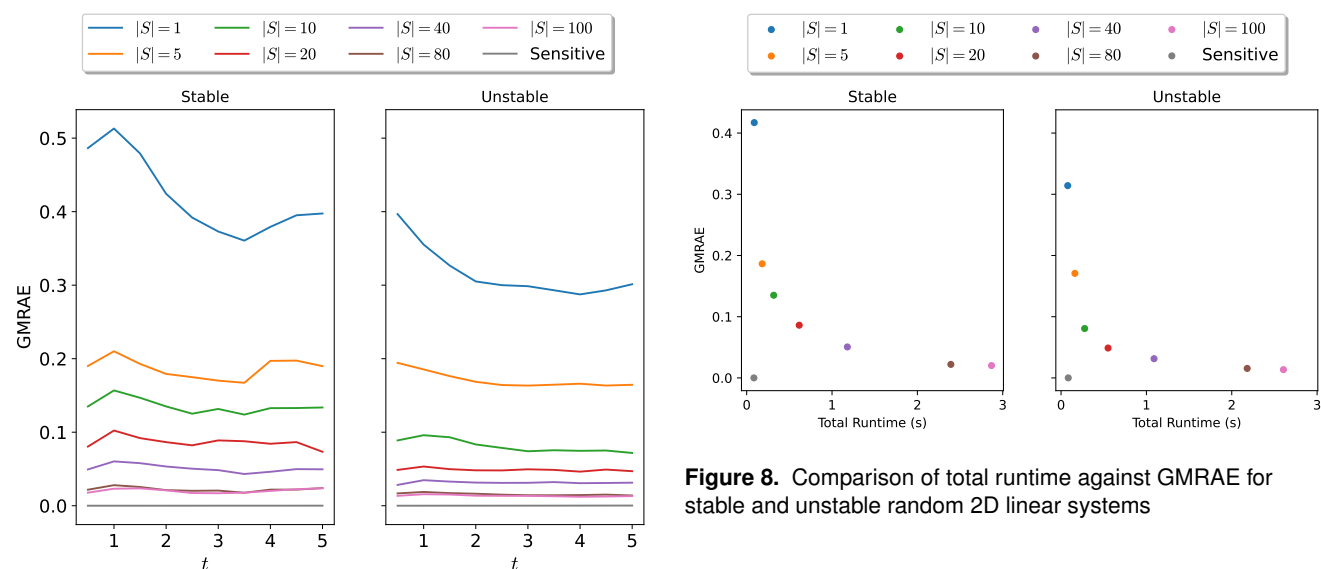 |S| = 1 |S| = 10 |S| = 40 |S| = 100
|S| = 5 |S| = 20 |S| = 80 Sensitive
Stable Unstable
GMRAE
0.5
0.4
0.3
0.2
0.1
0.0
1 2 3 4 5 1 2 3 4 5
t t
|S| = 1 |S| = 10 |S| = 40 |S| = 100
|S| = 5 |S| = 20 |S| = 80 Sensitive
Stable Unstable
GMRAE
0.4
0.3
0.2
0.1
0.0
0 1 2 3 0 1 2 3
Total Runtime (s) Total Runtime (s)
Figure 8. Comparison of total runtime against GMRAE for
stable and unstable random 2D linear systems